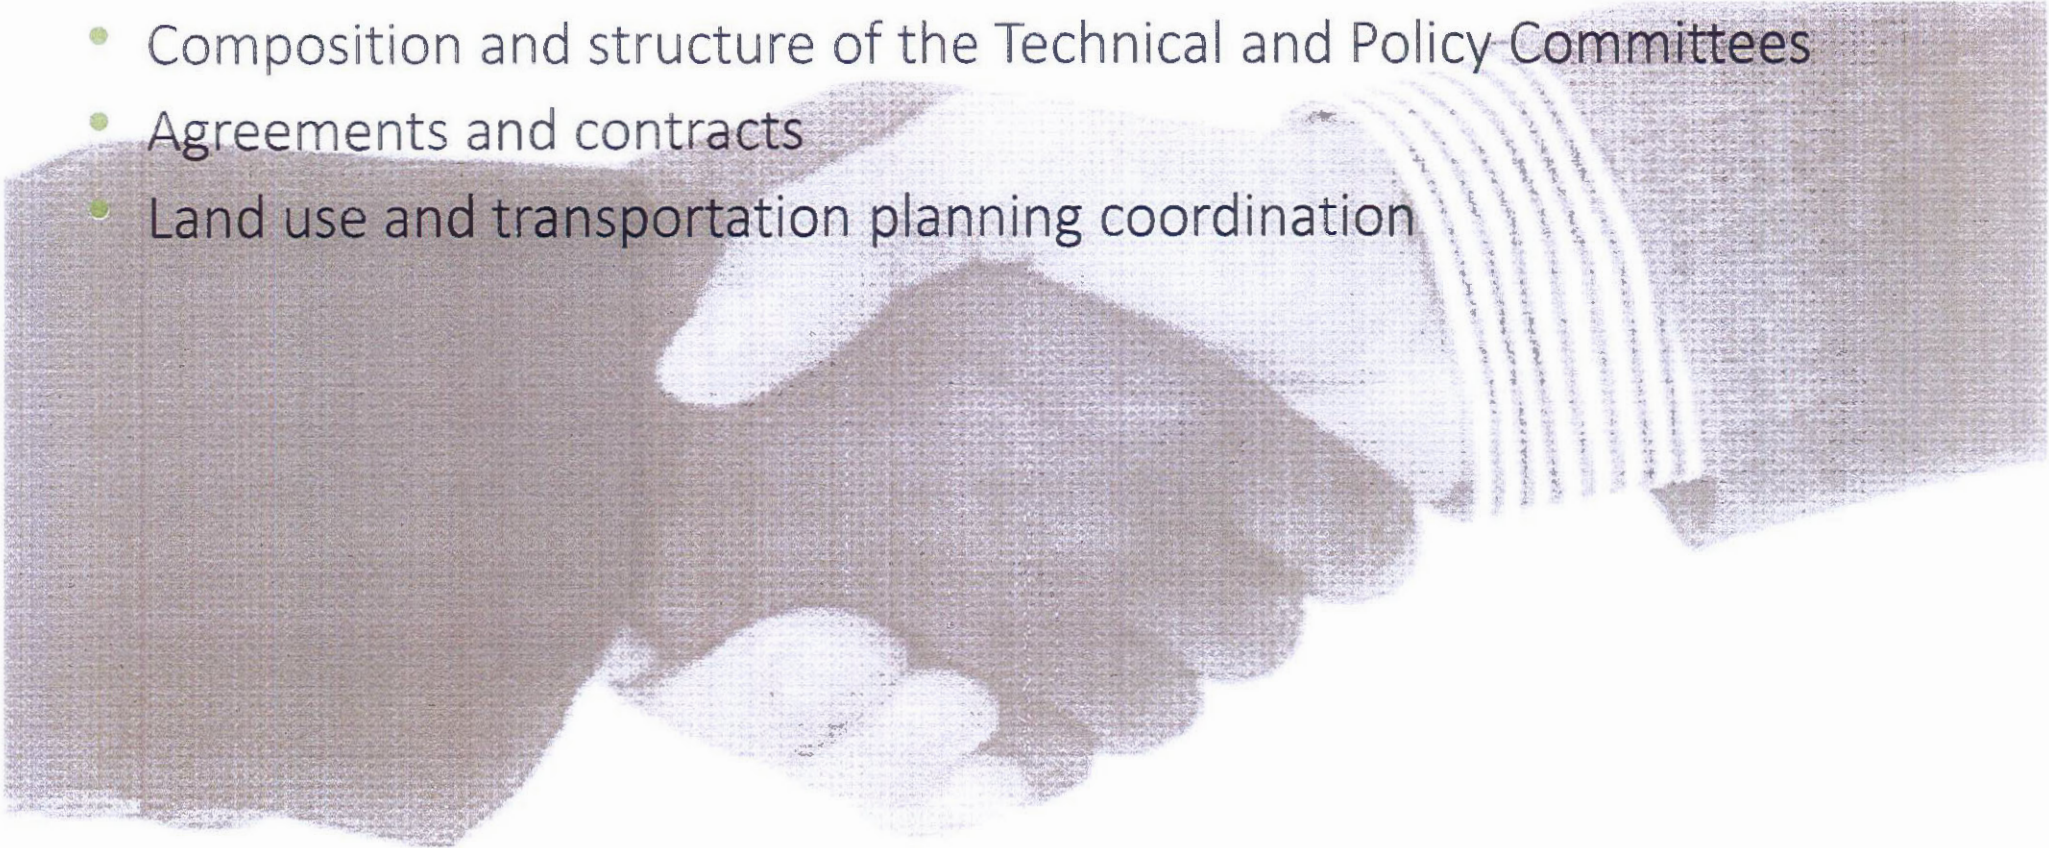 • Composition and structure of the Technical and Policy Committees
• Agreements and contracts
• Land use and transportation planning coordination